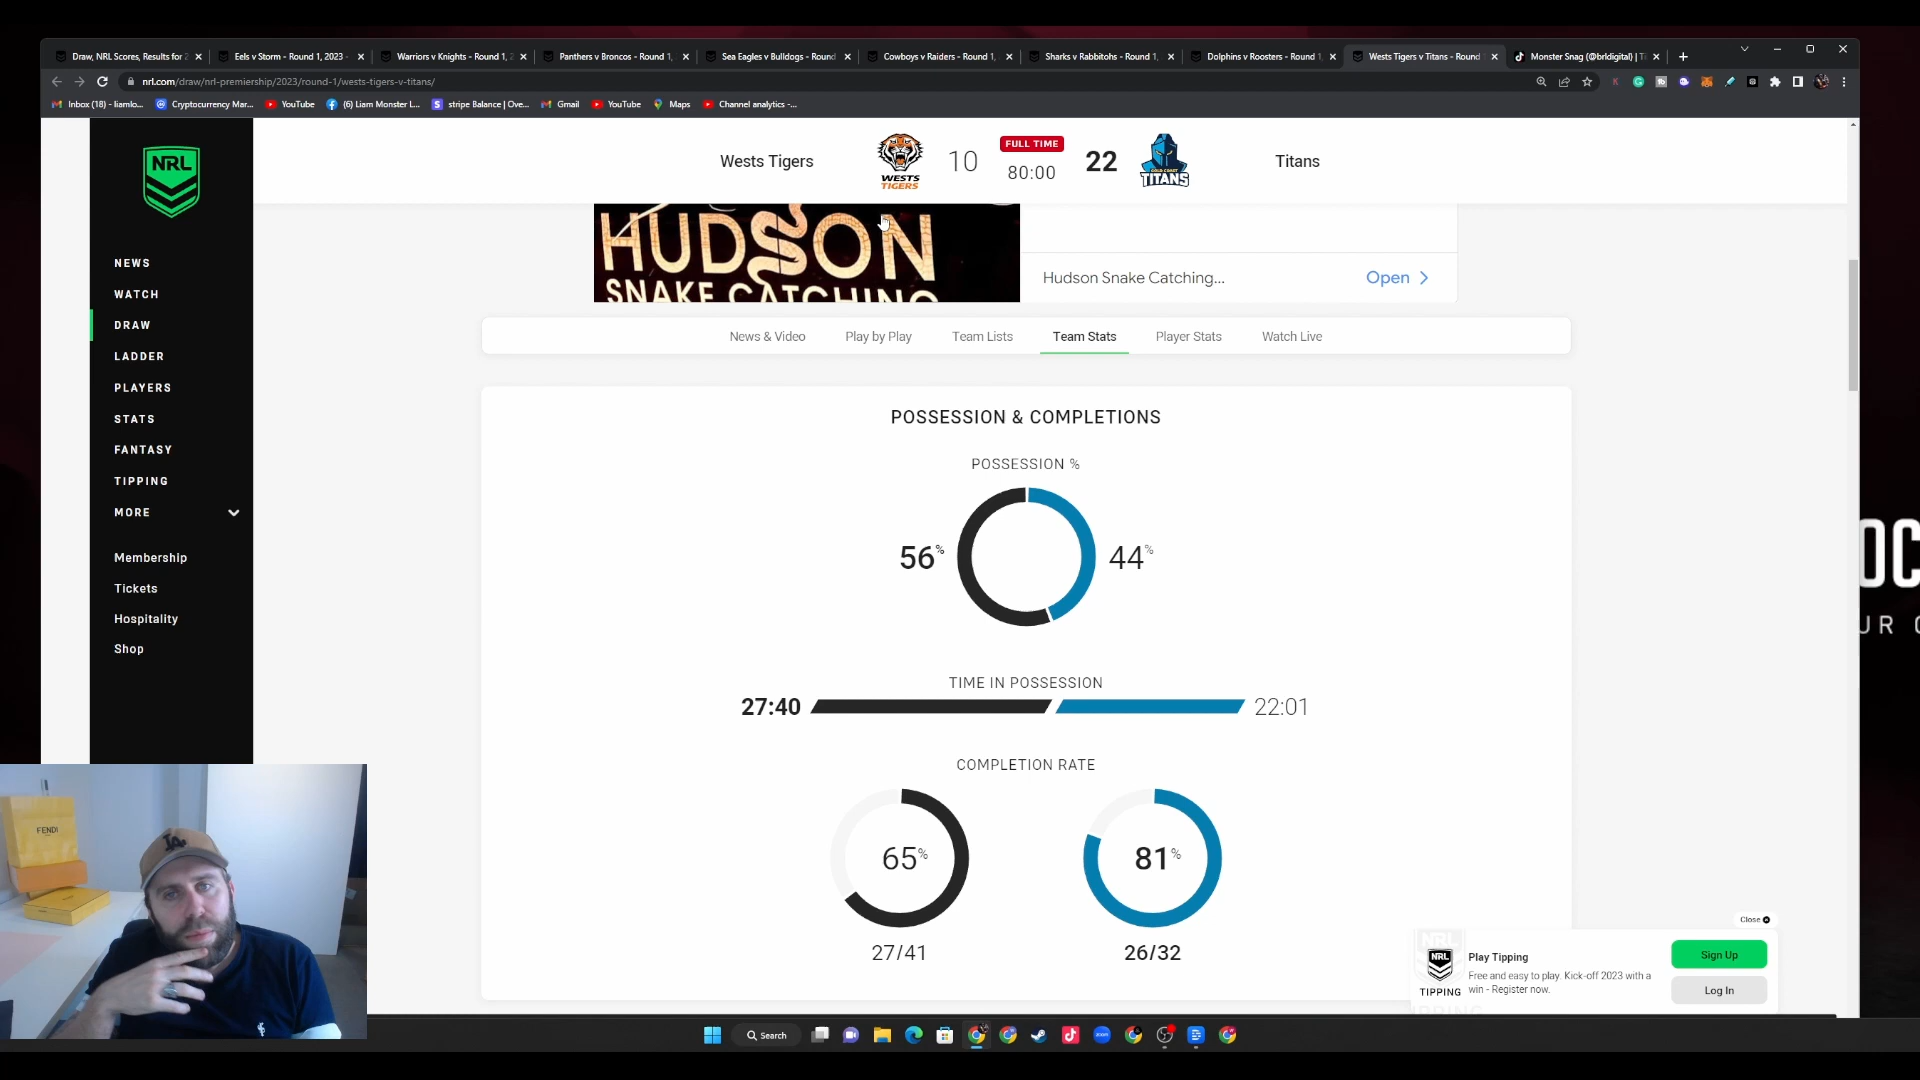 Draw, NRL Scores, Results for 2
Eels v Storm - Round 1, 2023 -
Warriors v Knights - Round 1, 2
Panthers v Broncos - Round 1,
Sea Eagles v Bulldogs - Round
Cowboys v Raiders - Round 1,
Sharks v Rabbitohs - Round 1,
Dolphins v Roosters - Round 1
Wests Tigers v Titans - Round
Monster Snag (@brldigital) | Ti
nrl.com/draw/nrl-premiership/2023/round-1/wests-tigers-v-titans/
Inbox (18) - liamlo...
Cryptocurrency Mar...
YouTube
(6) Liam Monster L...
stripe Balance | Ove...
Gmail
YouTube
Maps
Channel analytics -...
NRL
NEWS
WATCH
DRAW
LADDER
PLAYERS
STATS
FANTASY
TIPPING
MORE
Membership
Tickets
Hospitality
Shop
Wests Tigers
WESTS
TIGERS
10
FULL TIME
80:00
22
GOLD COAST
TITANS
Titans
HUDSON
SNAKE CATCHING
Hudson Snake Catching...
Open
News & Video
Play by Play
Team Lists
Team Stats
Player Stats
Watch Live
POSSESSION & COMPLETIONS
POSSESSION %
56%
44%
TIME IN POSSESSION
27:40
22:01
COMPLETION RATE
65%
81%
27/41
26/32
Close
NRL
TIPPING
Play Tipping
Free and easy to play. Kick-off 2023 with a
win - Register now.
Sign Up
Log In
FENDI
LA
OC
UR
Search